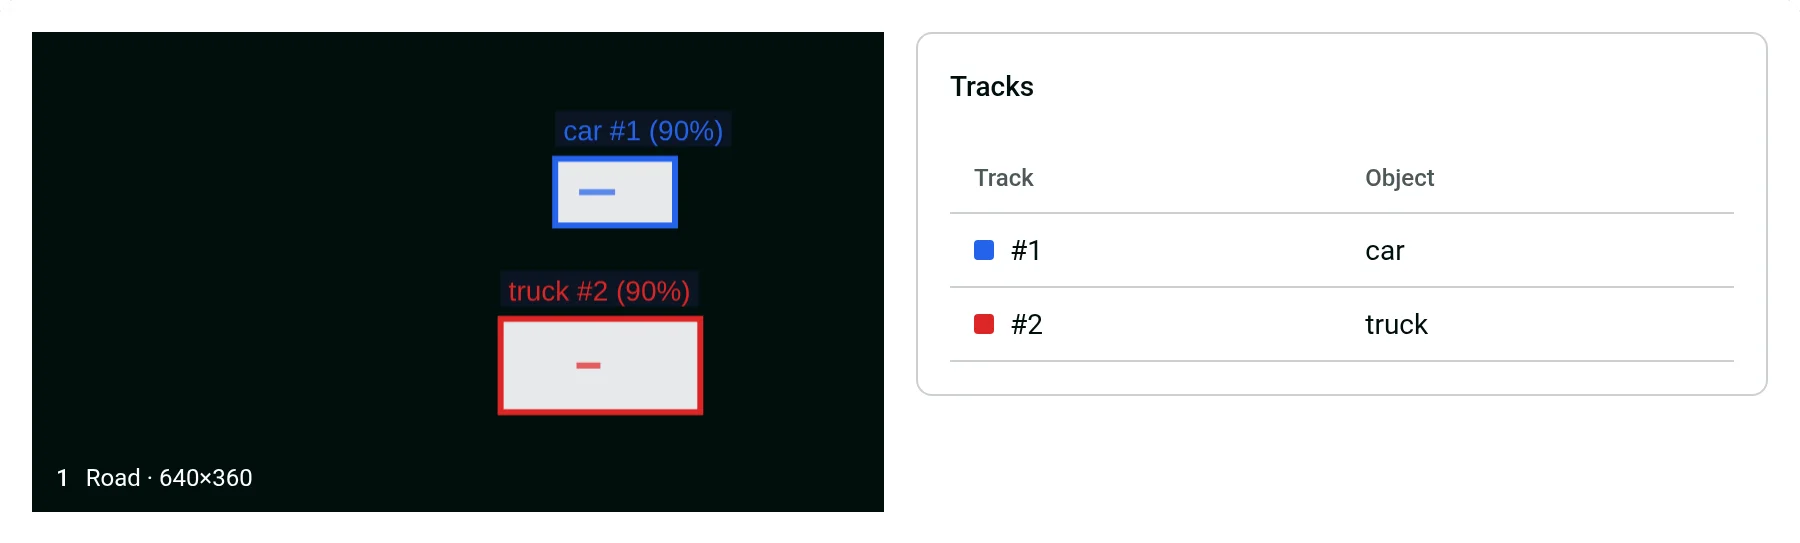 car #1 (90%)
truck #2 (90%)
1 Road · 640×360
Tracks
Track Object
#1 car
#2 truck